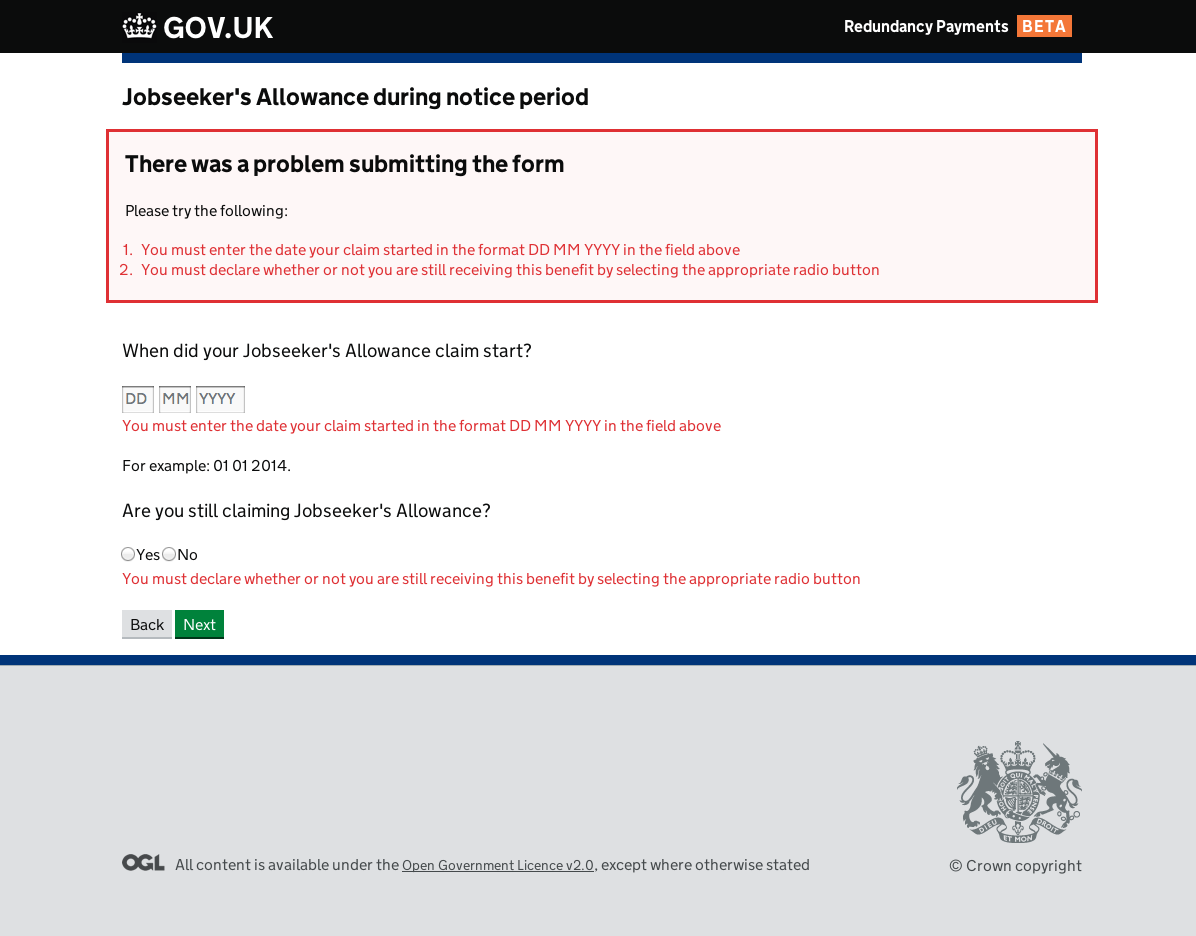 GOV.UK
Redundancy Payments BETA
Jobseeker's Allowance during notice period
There was a problem submitting the form
Please try the following:
1. You must enter the date your claim started in the format DD MM YYYY in the field above
2. You must declare whether or not you are still receiving this benefit by selecting the appropriate radio button
When did your Jobseeker's Allowance claim start?
DD MM YYYY
You must enter the date your claim started in the format DD MM YYYY in the field above
For example: 01 01 2014.
Are you still claiming Jobseeker's Allowance?
Yes No
You must declare whether or not you are still receiving this benefit by selecting the appropriate radio button
Back Next
DIEU ET MON DROIT
OGL All content is available under the Open Government Licence v2.0, except where otherwise stated
© Crown copyright